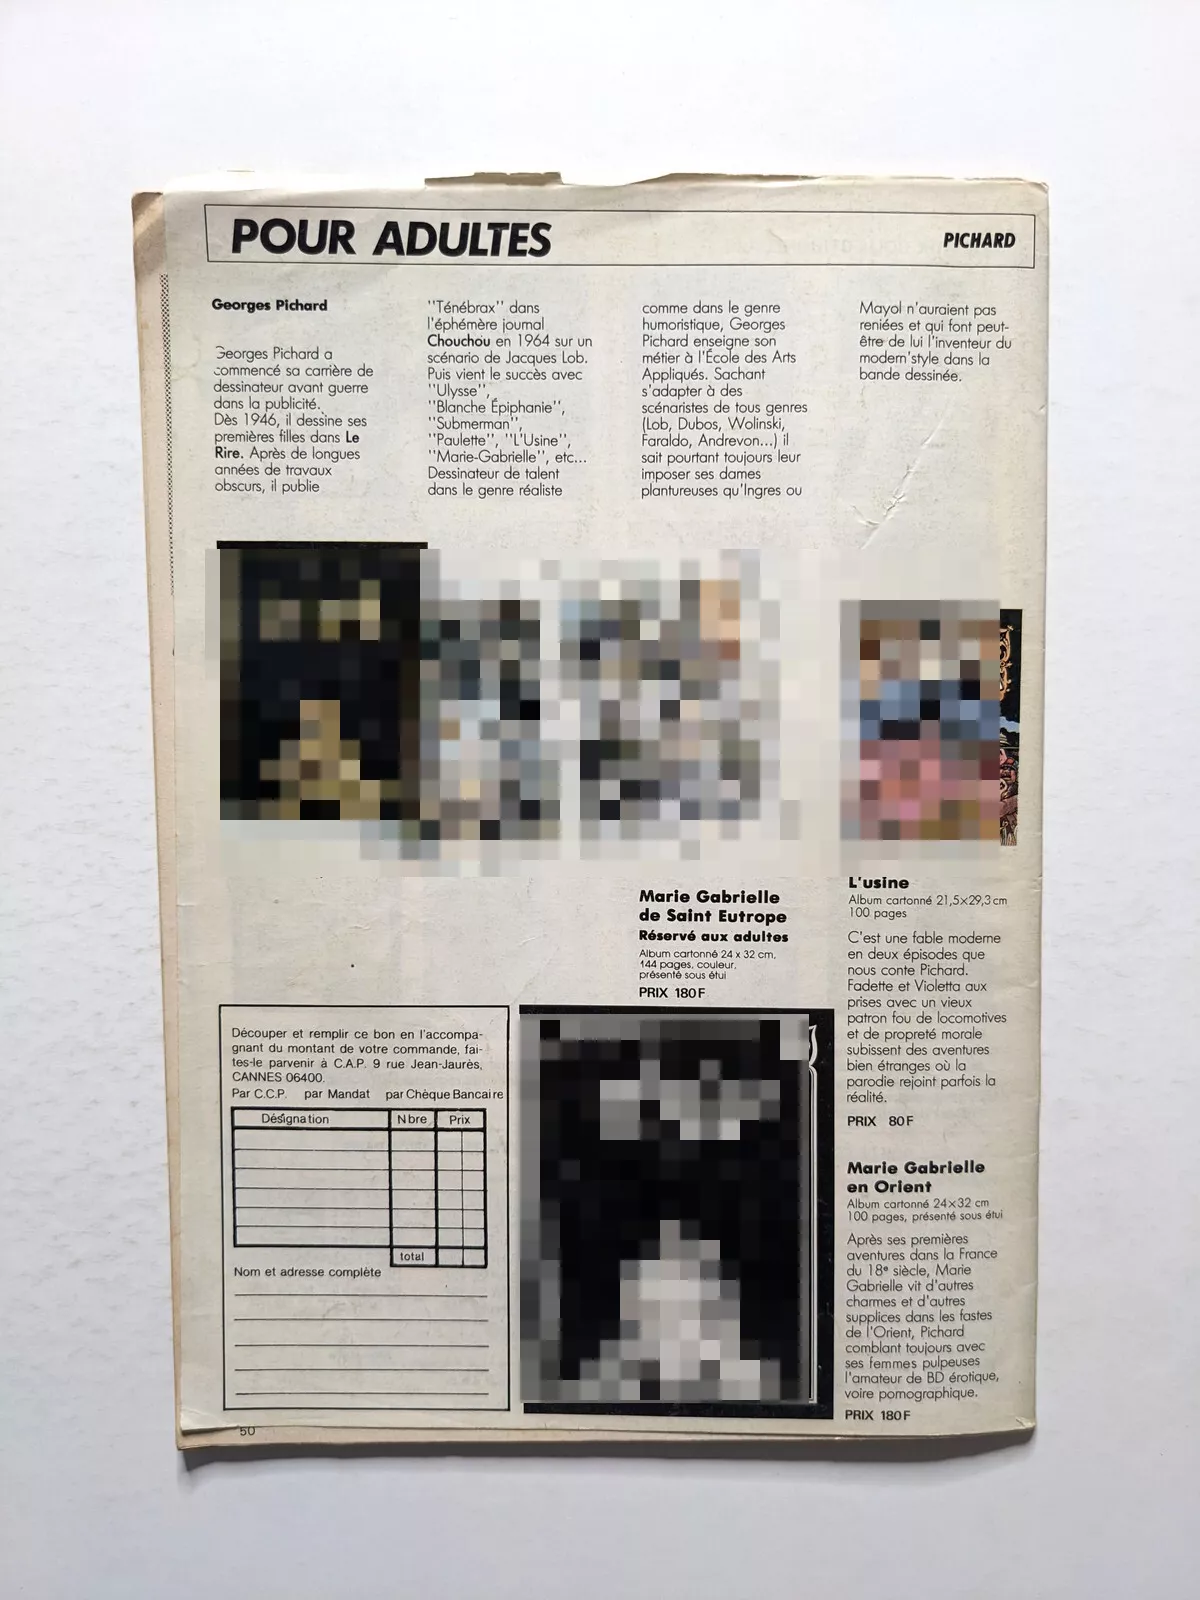 POUR ADULTES
PICHARD
Georges Pichard
Georges Pichard a
commencé sa carrière de
dessinateur avant guerre
dans la publicité.
Dès 1946, il dessine ses
premières filles dans Le
Rire. Après de longues
années de travaux
obscurs, il publie
''Ténébrax'' dans
l'éphémère journal
Chouchou en 1964 sur un
scénario de Jacques Lob.
Puis vient le succès avec
''Ulysse'',
''Blanche Épiphanie'',
''Submerman'',
''Paulette'', ''L'Usine'',
''Marie-Gabrielle'', etc...
Dessinateur de talent
dans le genre réaliste
comme dans le genre
humoristique, Georges
Pichard enseigne son
métier à l'École des Arts
Appliqués. Sachant
s'adapter à des
scénaristes de tous genres
(Lob, Dubos, Wolinski,
Faraldo, Andrevon...) il
sait pourtant toujours leur
imposer ses dames
plantureuses qu'Ingres ou
Mayol n'auraient pas
reniées et qui font peut-
être de lui l'inventeur du
modern'style dans la
bande dessinée.
Marie Gabrielle
de Saint Eutrope
Réservé aux adultes
Album cartonné 24 x 32 cm,
144 pages, couleur,
présenté sous étui
PRIX 180F
L'usine
Album cartonné 21,5×29,3 cm
100 pages
C'est une fable moderne
en deux épisodes que
nous conte Pichard.
Fadette et Violetta aux
prises avec un vieux
patron fou de locomotives
et de propreté morale
subissent des aventures
bien étranges où la
parodie rejoint parfois la
réalité.
PRIX 80F
Marie Gabrielle
en Orient
Album cartonné 24×32 cm
100 pages, présenté sous étui
Après ses premières
aventures dans la France
du 18e siècle, Marie
Gabrielle vit d'autres
charmes et d'autres
supplices dans les fastes
de l'Orient, Pichard
comblant toujours avec
ses femmes pulpeuses
l'amateur de BD érotique,
voire pornographique.
PRIX 180F
Découper et remplir ce bon en l'accompa-
gnant du montant de votre commande, fai-
tes-le parvenir à C.A.P. 9 rue Jean-Jaurès,
CANNES 06400.
Par C.C.P. par Mandat par Chèque Bancaire
Désignation Nbre Prix
total
Nom et adresse complète
50